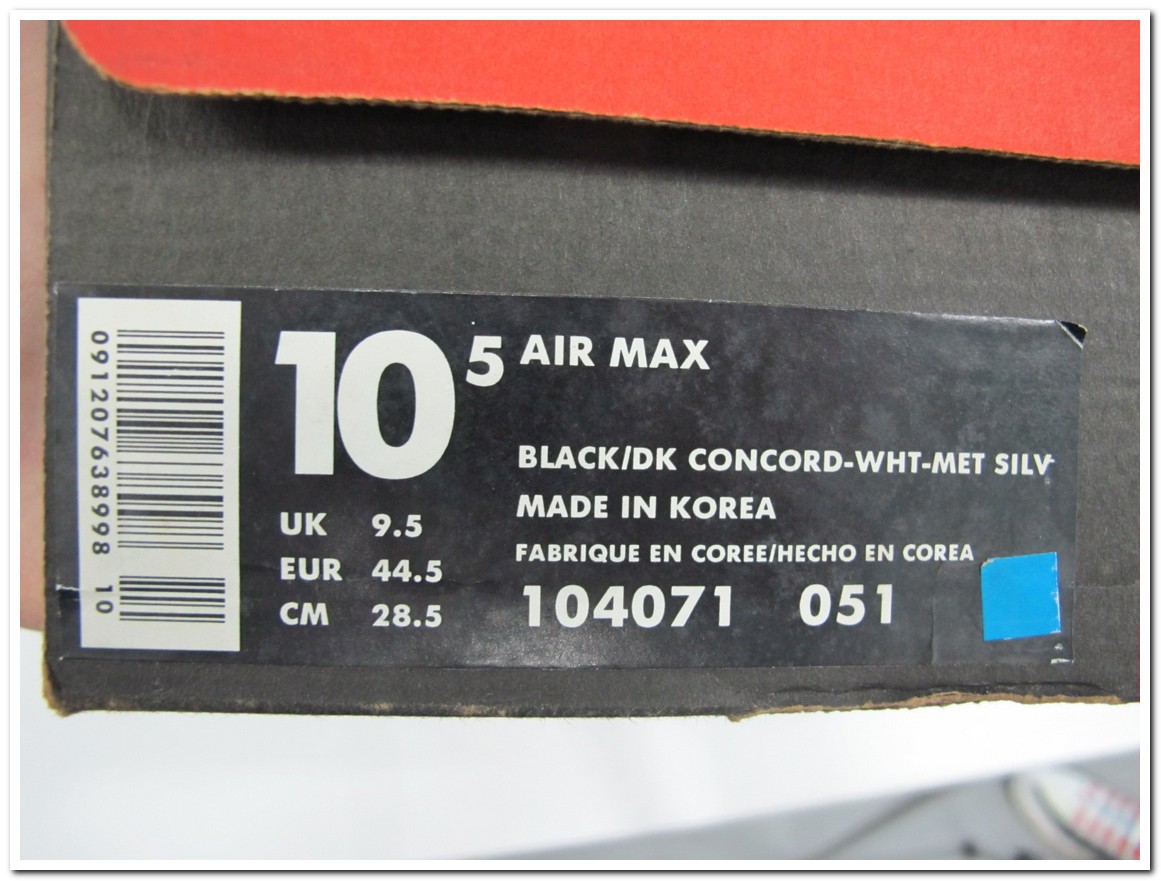 091207638998 10
10 5 AIR MAX
BLACK/DK CONCORD-WHT-MET SILV
MADE IN KOREA
UK 9.5
FABRIQUE EN COREE/HECHO EN COREA
EUR 44.5
104071 051
CM 28.5